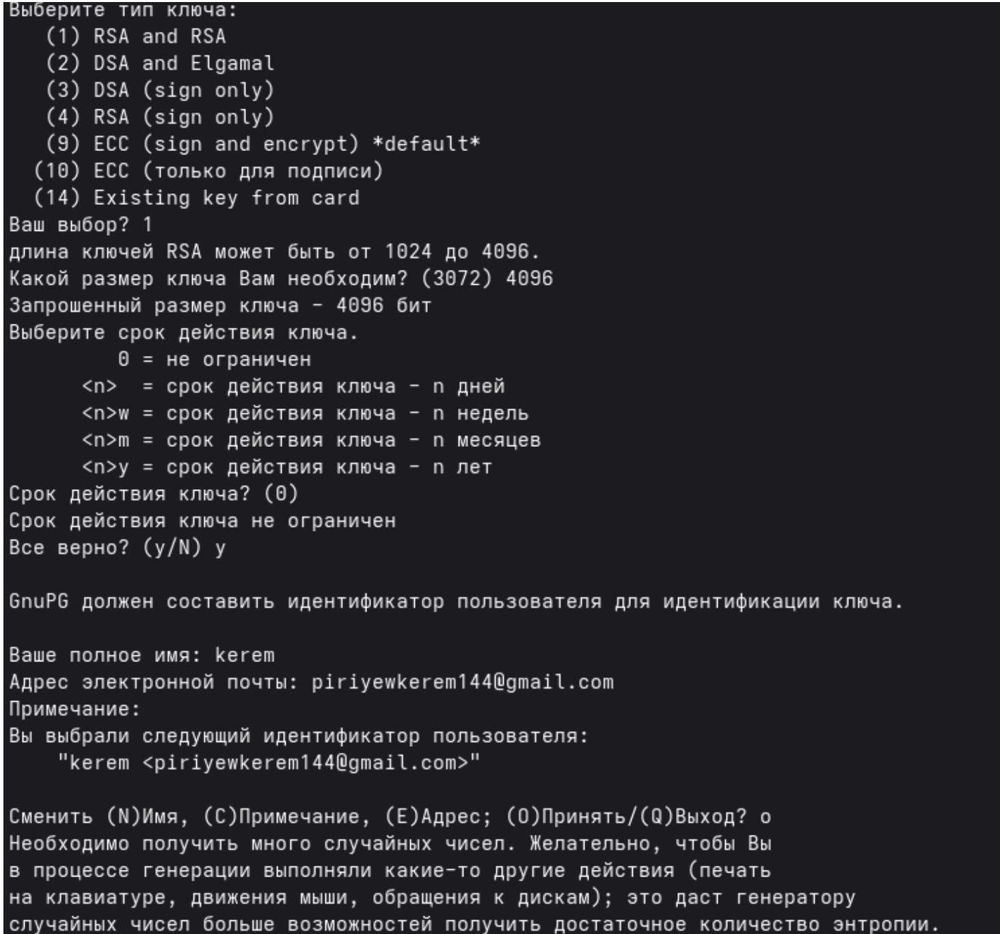 Выберите тип ключа:
   (1) RSA and RSA
   (2) DSA and Elgamal
   (3) DSA (sign only)
   (4) RSA (sign only)
   (9) ECC (sign and encrypt) *default*
  (10) ECC (только для подписи)
  (14) Existing key from card
Ваш выбор? 1
длина ключей RSA может быть от 1024 до 4096.
Какой размер ключа Вам необходим? (3072) 4096
Запрошенный размер ключа - 4096 бит
Выберите срок действия ключа.
         0 = не ограничен
      <n>  = срок действия ключа - n дней
      <n>w = срок действия ключа - n недель
      <n>m = срок действия ключа - n месяцев
      <n>y = срок действия ключа - n лет
Срок действия ключа? (0)
Срок действия ключа не ограничен
Все верно? (y/N) y

GnuPG должен составить идентификатор пользователя для идентификации ключа.

Ваше полное имя: kerem
Адрес электронной почты: piriyewkerem144@gmail.com
Примечание:
Вы выбрали следующий идентификатор пользователя:
    "kerem <piriyewkerem144@gmail.com>"

Сменить (N)Имя, (C)Примечание, (E)Адрес; (O)Принять/(Q)Выход? o
Необходимо получить много случайных чисел. Желательно, чтобы Вы
в процессе генерации выполняли какие-то другие действия (печать
на клавиатуре, движения мыши, обращения к дискам); это даст генератору
случайных чисел больше возможностей получить достаточное количество энтропии.